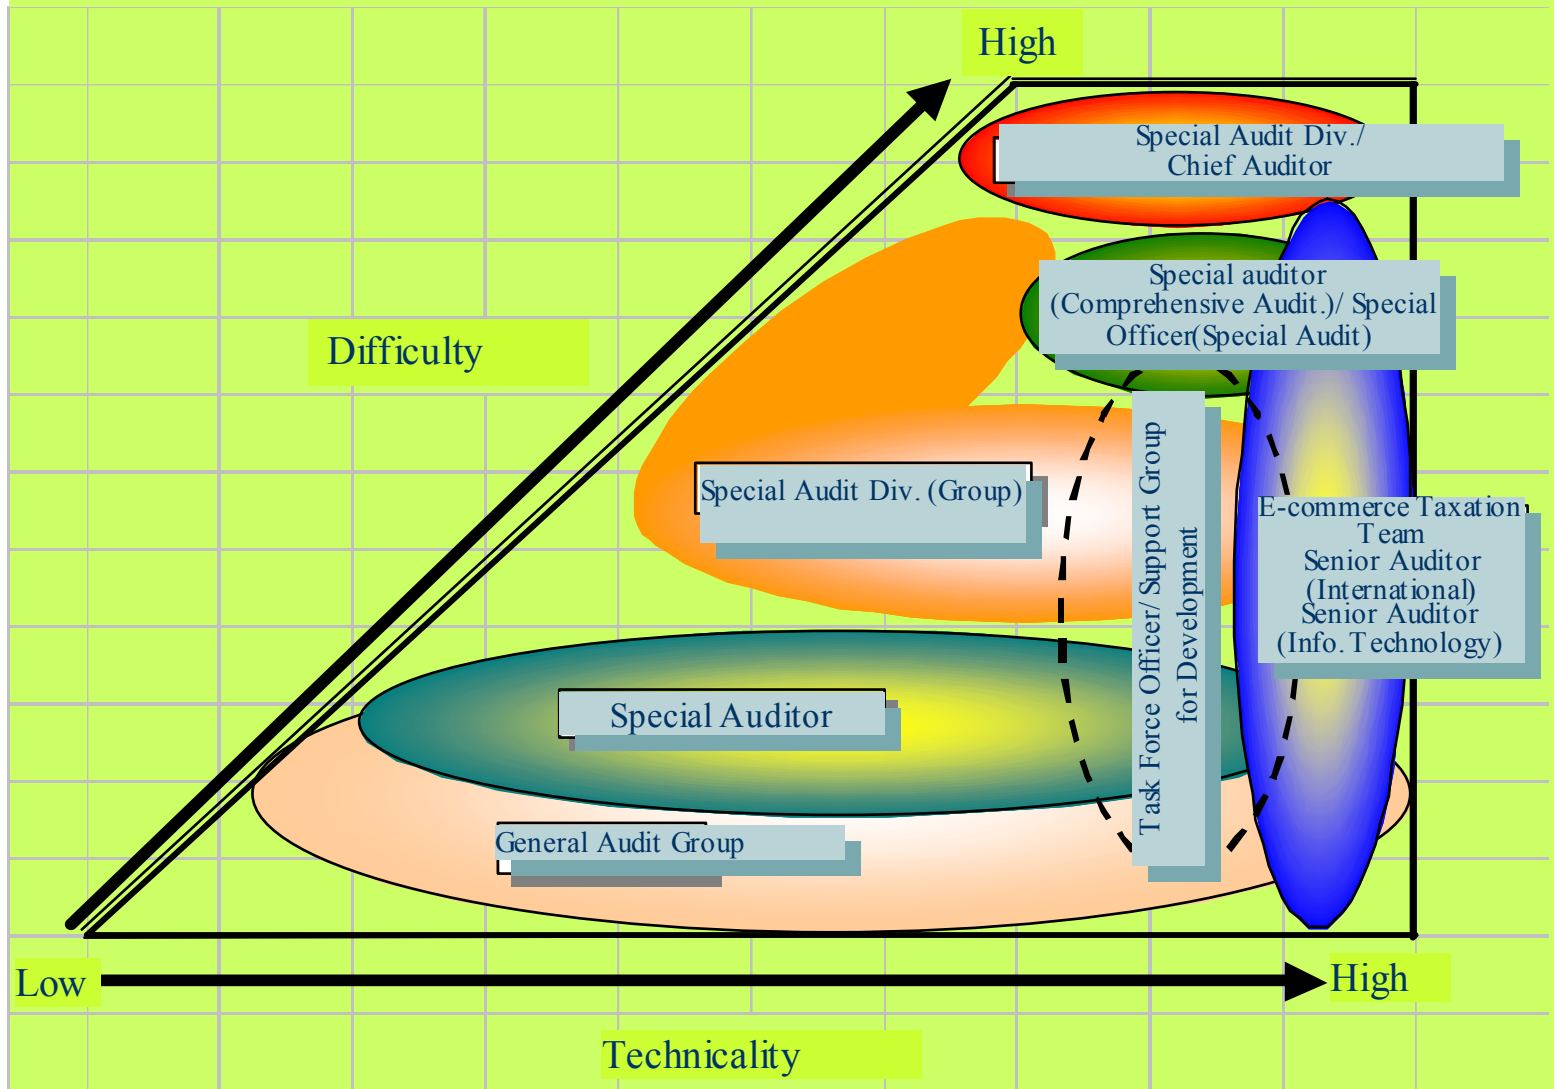 High
Special Audit Div./
Chief Auditor
Special auditor
(Comprehensive Audit.)/ Special
Officer(Special Audit)
Difficulty
Special Audit Div. (Group)
Task Force Officer/ Support Group
for Development
E-commerce Taxation
Team
Senior Auditor
(International)
Senior Auditor
(Info. Technology)
Special Auditor
General Audit Group
Low
High
Technicality